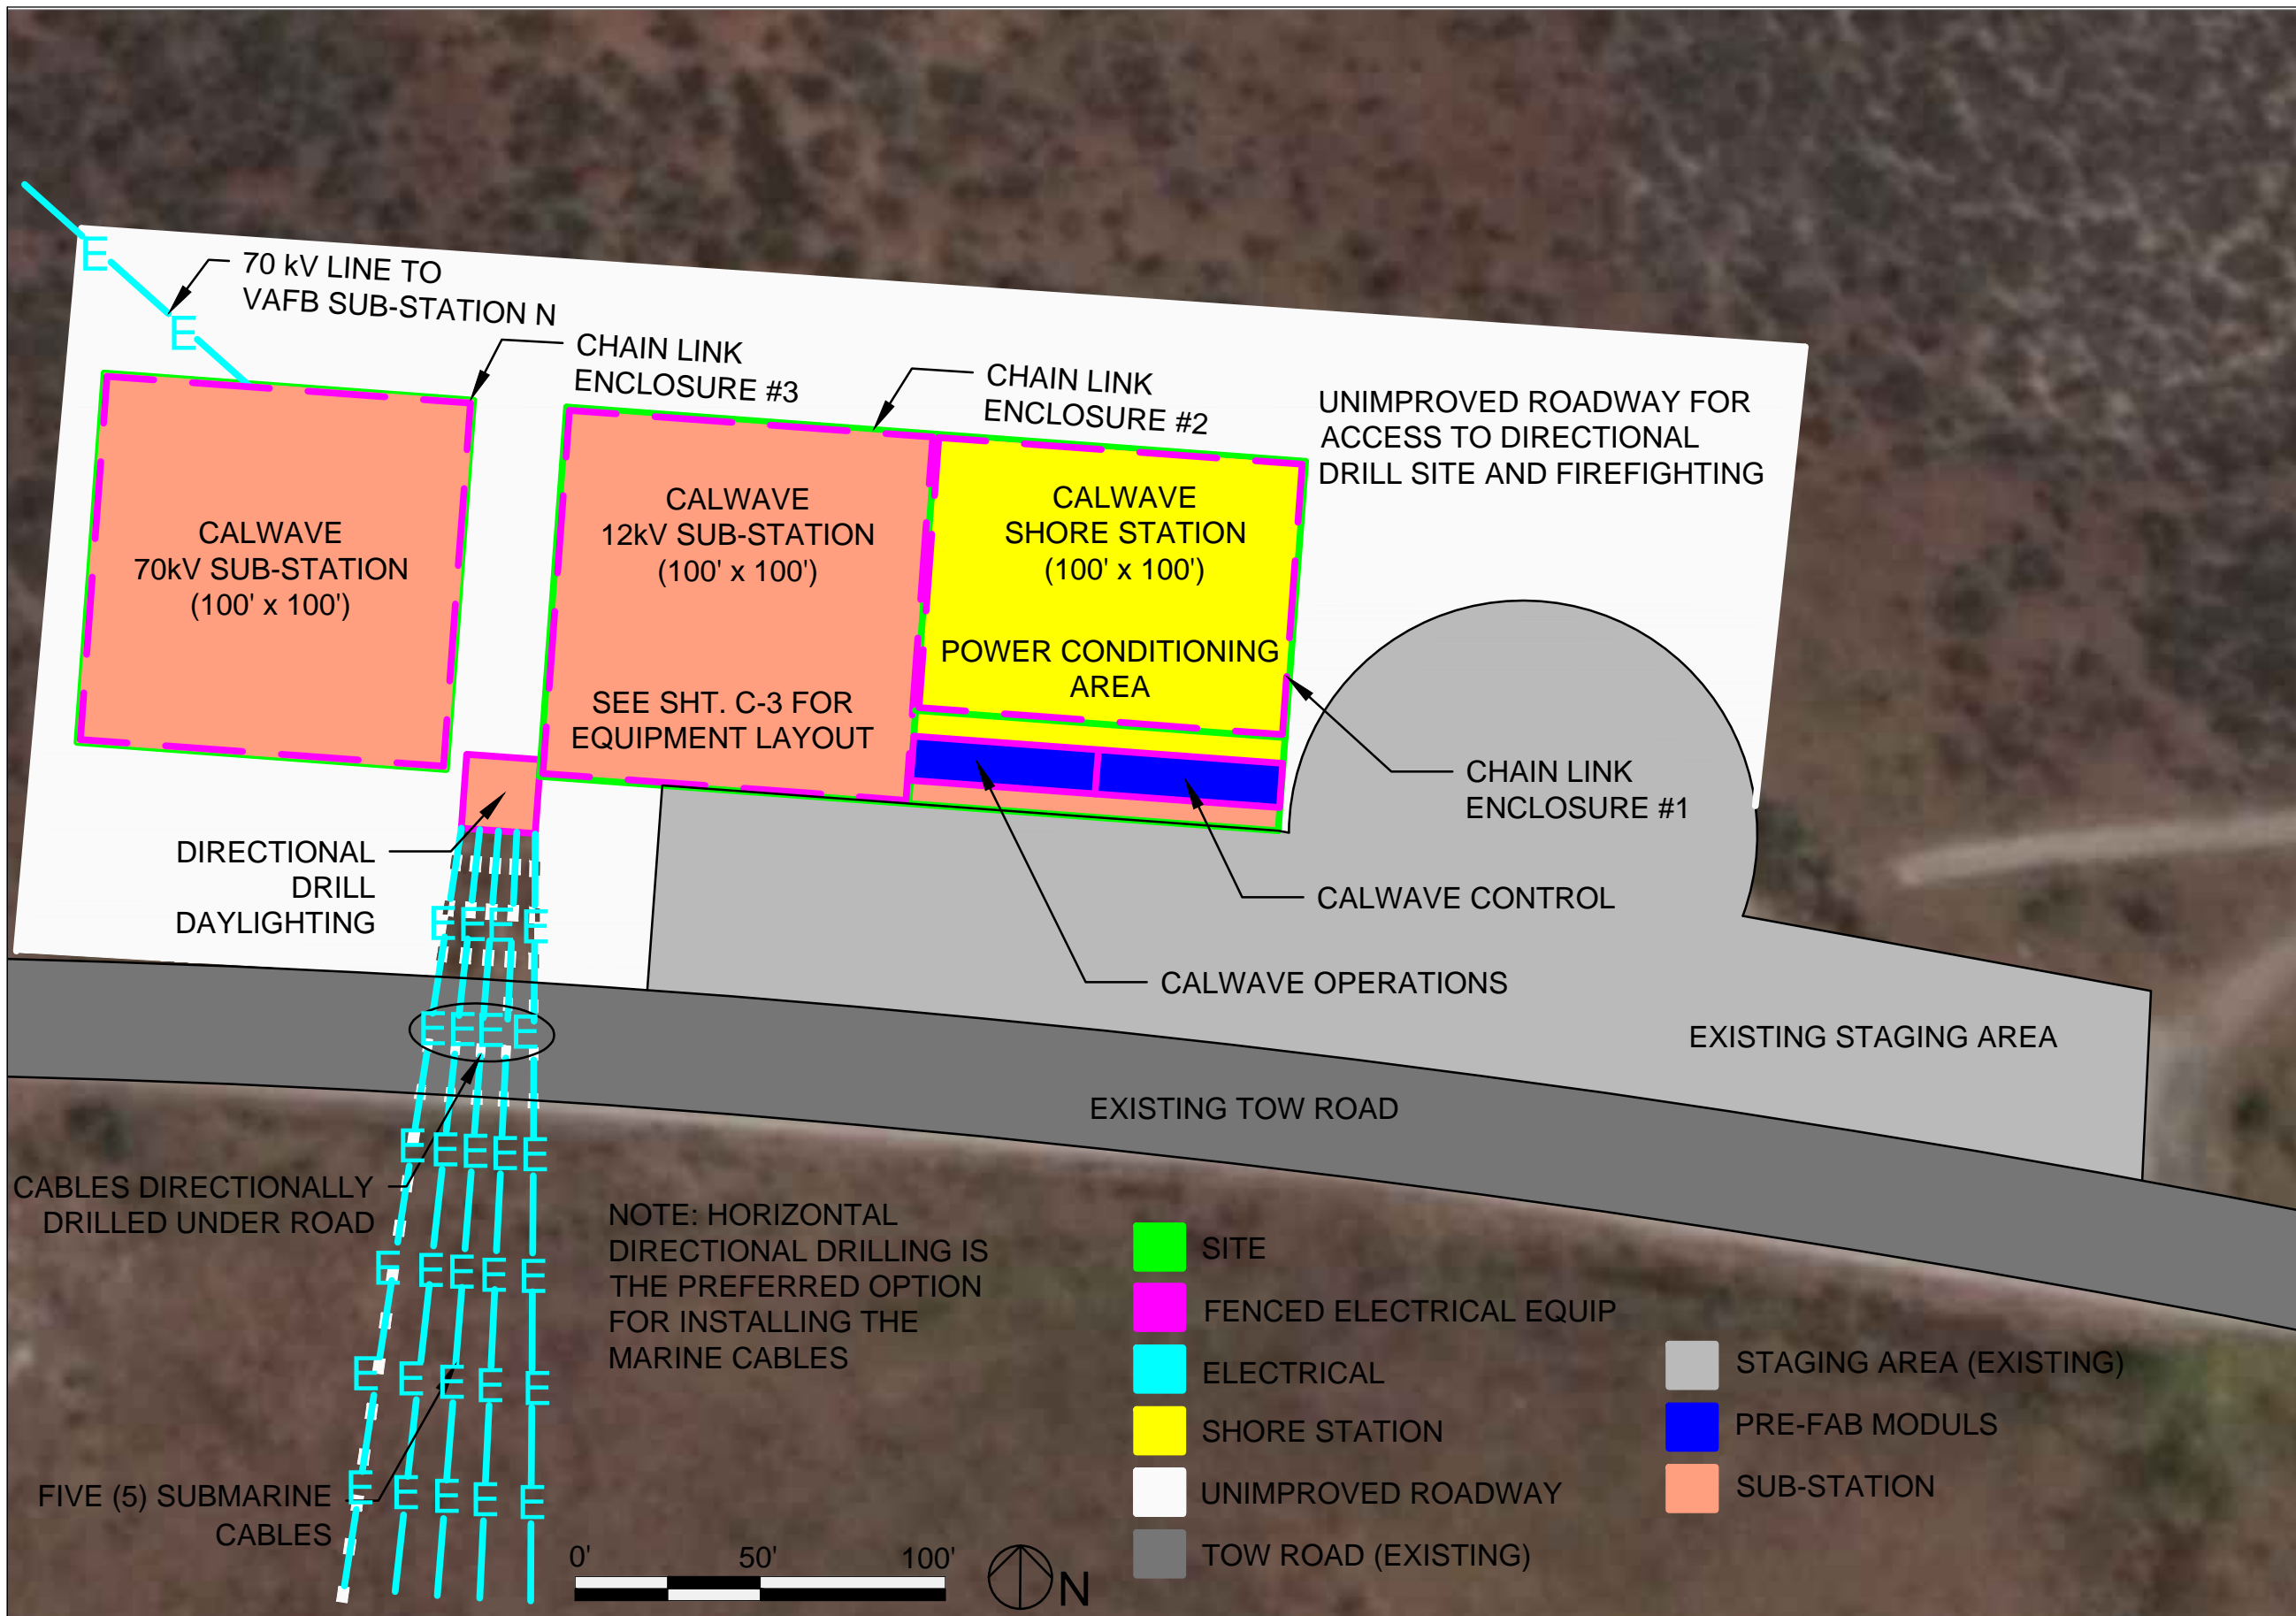 70 kV LINE TO
VAFB SUB-STATION N
CHAIN LINK
ENCLOSURE #3
CHAIN LINK
ENCLOSURE #2
UNIMPROVED ROADWAY FOR
ACCESS TO DIRECTIONAL
DRILL SITE AND FIREFIGHTING
CALWAVE
70kV SUB-STATION
(100' x 100')
CALWAVE
12kV SUB-STATION
(100' x 100')
SEE SHT. C-3 FOR
EQUIPMENT LAYOUT
CALWAVE
SHORE STATION
(100' x 100')
POWER CONDITIONING
AREA
CHAIN LINK
ENCLOSURE #1
DIRECTIONAL
DRILL
DAYLIGHTING
CALWAVE CONTROL
CALWAVE OPERATIONS
EXISTING STAGING AREA
EXISTING TOW ROAD
CABLES DIRECTIONALLY
DRILLED UNDER ROAD
NOTE: HORIZONTAL
DIRECTIONAL DRILLING IS
THE PREFERRED OPTION
FOR INSTALLING THE
MARINE CABLES
FIVE (5) SUBMARINE
CABLES
0' 50' 100'
N
SITE
FENCED ELECTRICAL EQUIP
ELECTRICAL
SHORE STATION
UNIMPROVED ROADWAY
TOW ROAD (EXISTING)
STAGING AREA (EXISTING)
PRE-FAB MODULS
SUB-STATION
E
E
E E E E
E E E E
E E E E E
E E E E E
E E E E E
E E E E E